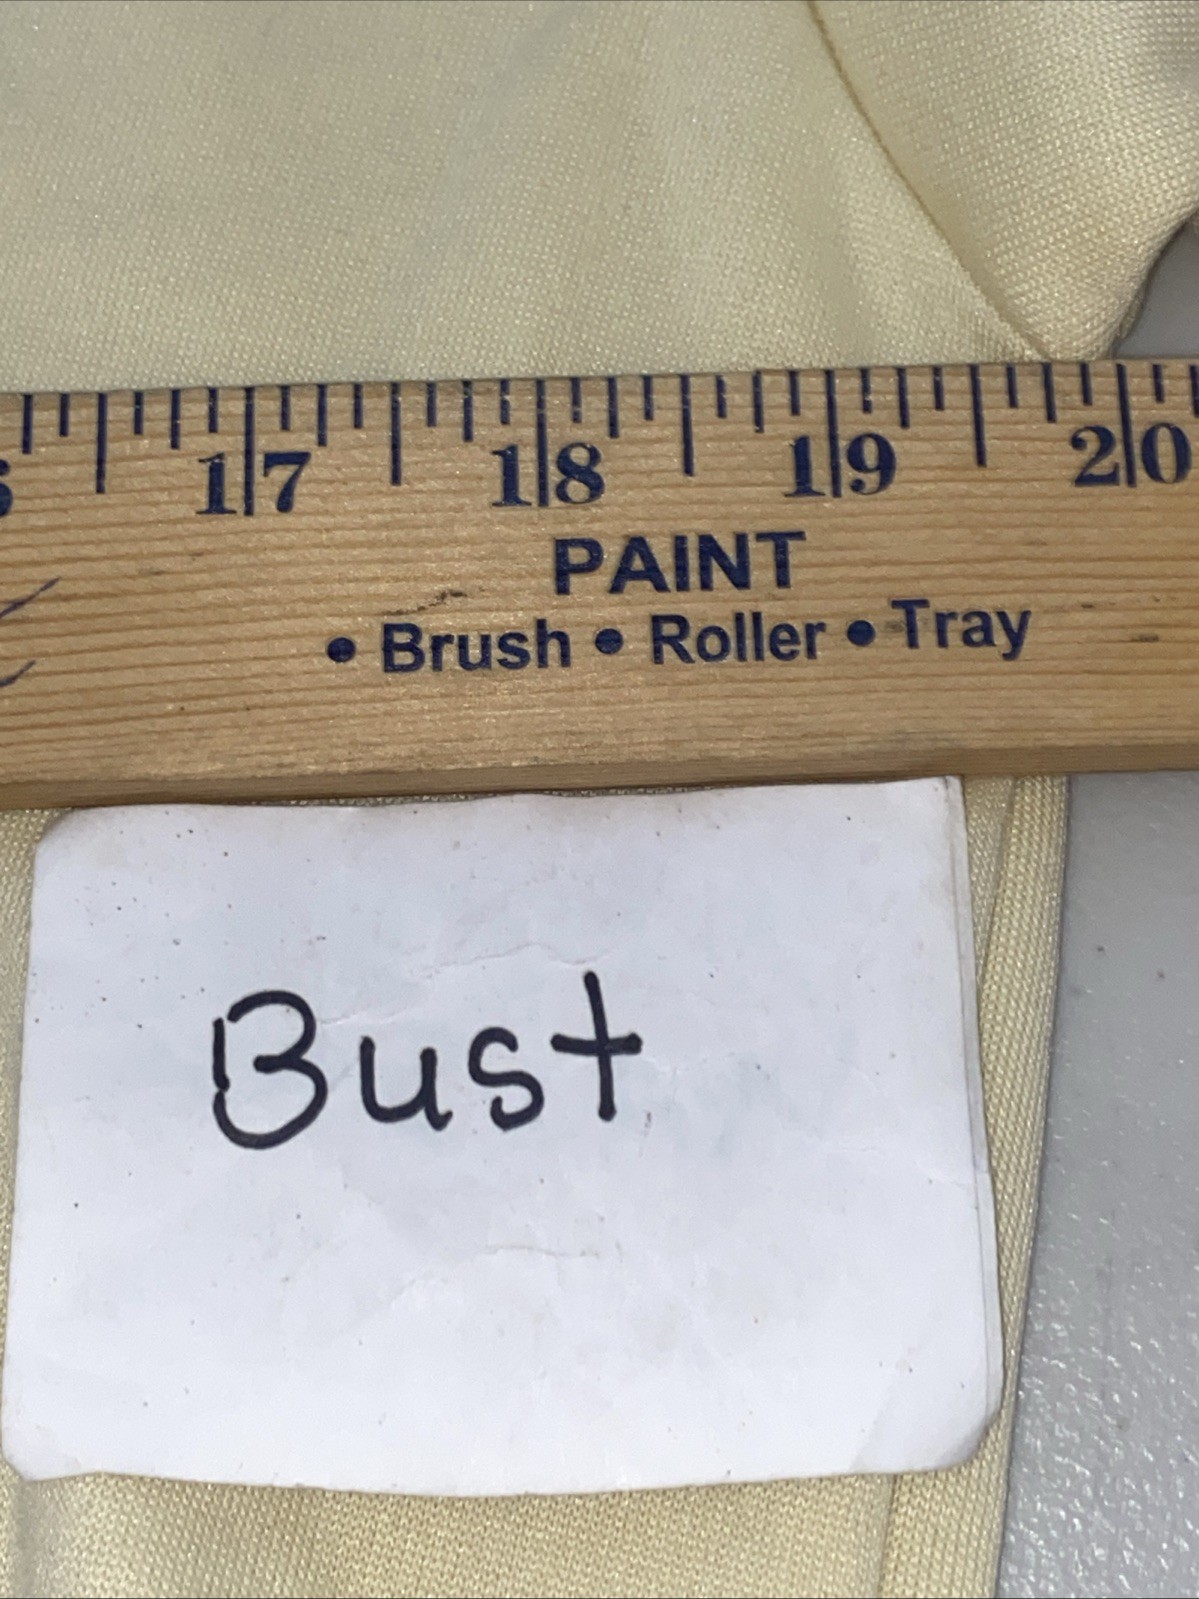 17 18 19 20
PAINT
• Brush • Roller • Tray
Bust